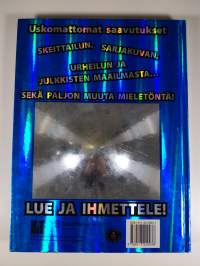 Uskomattomat saavutukset
SKEITTAILUN, SARJAKUVAN,
URHEILUN JA
JULKKISTEN MAAILMASTA...
SEKÄ PALJON MUUTA MIELETÖNTÄ!
LUE JA IHMETTELE!